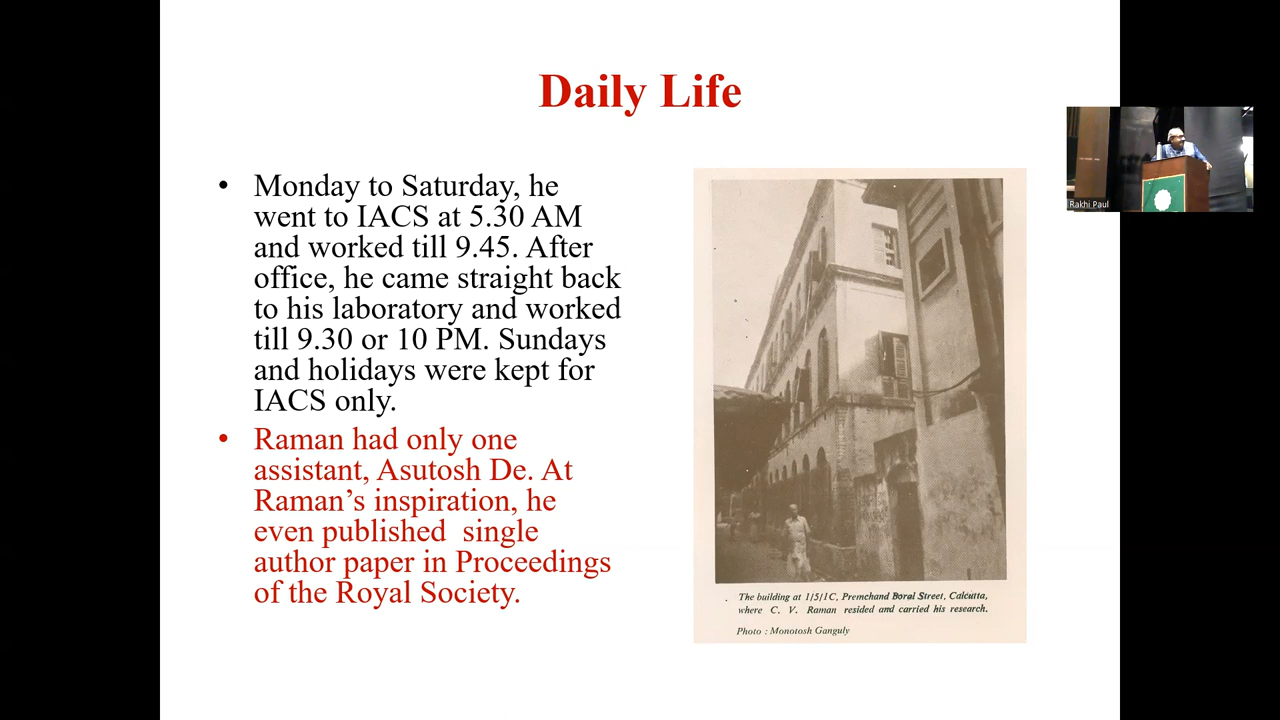 Daily Life
• Monday to Saturday, he
went to IACS at 5.30 AM
and worked till 9.45. After
office, he came straight back
to his laboratory and worked
till 9.30 or 10 PM. Sundays
and holidays were kept for
IACS only.
• Raman had only one
assistant, Asutosh De. At
Raman’s inspiration, he
even published  single
author paper in Proceedings
of the Royal Society.
The building at 1/5/1C, Premchand Boral Street, Calcutta,
where C. V. Raman resided and carried his research.
Photo : Monotosh Ganguly
Rakhi Paul